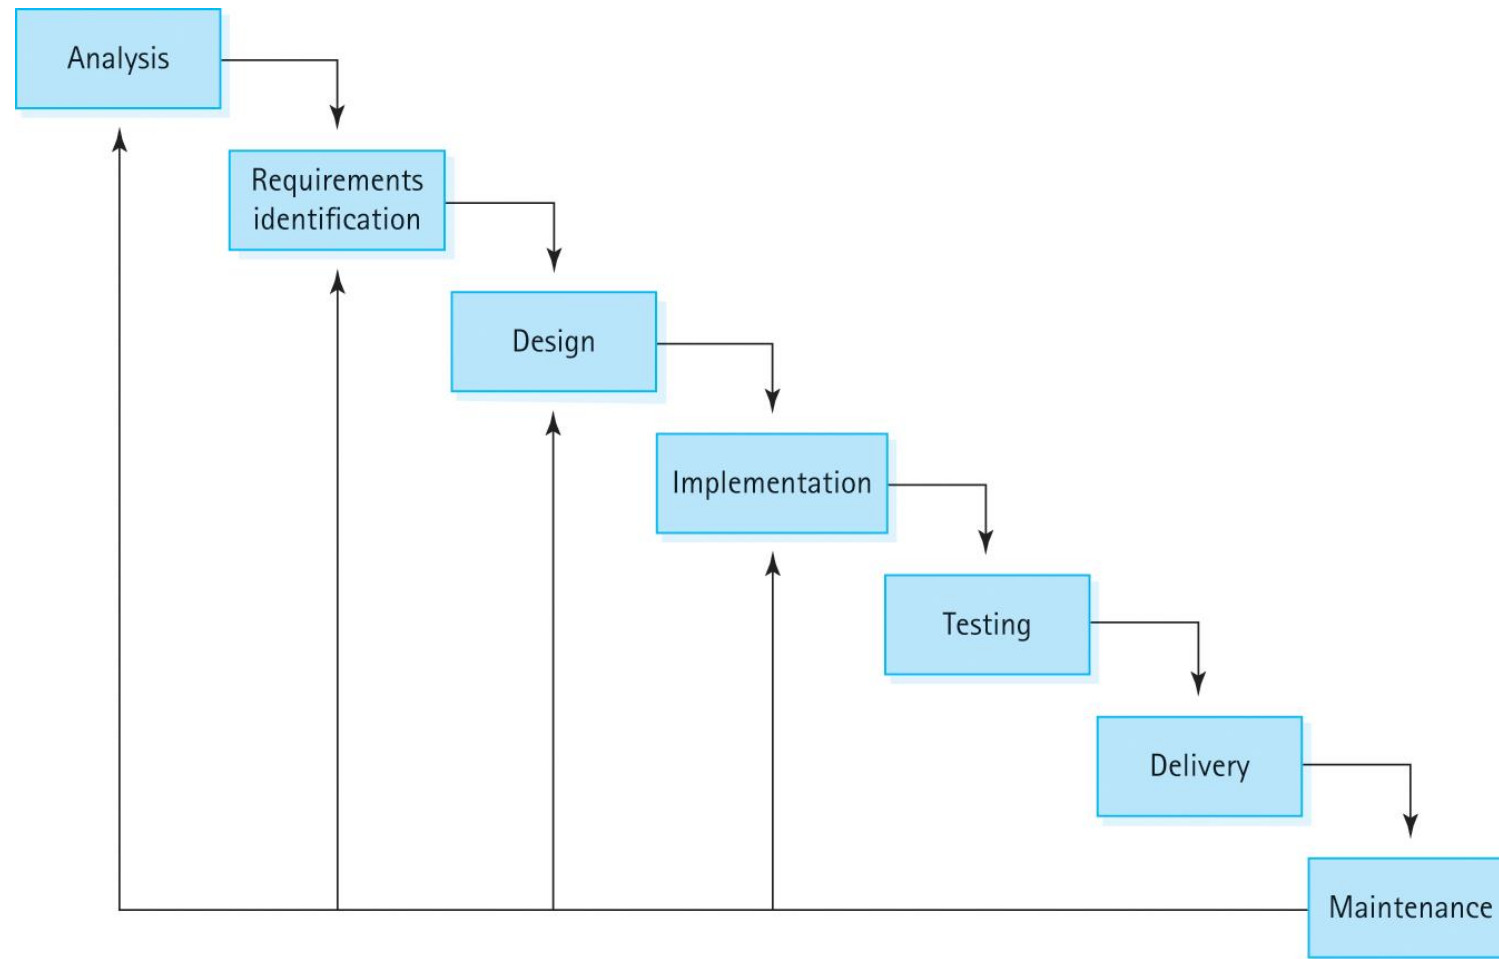 Analysis
Requirements
identification
Design
Implementation
Testing
Delivery
Maintenance